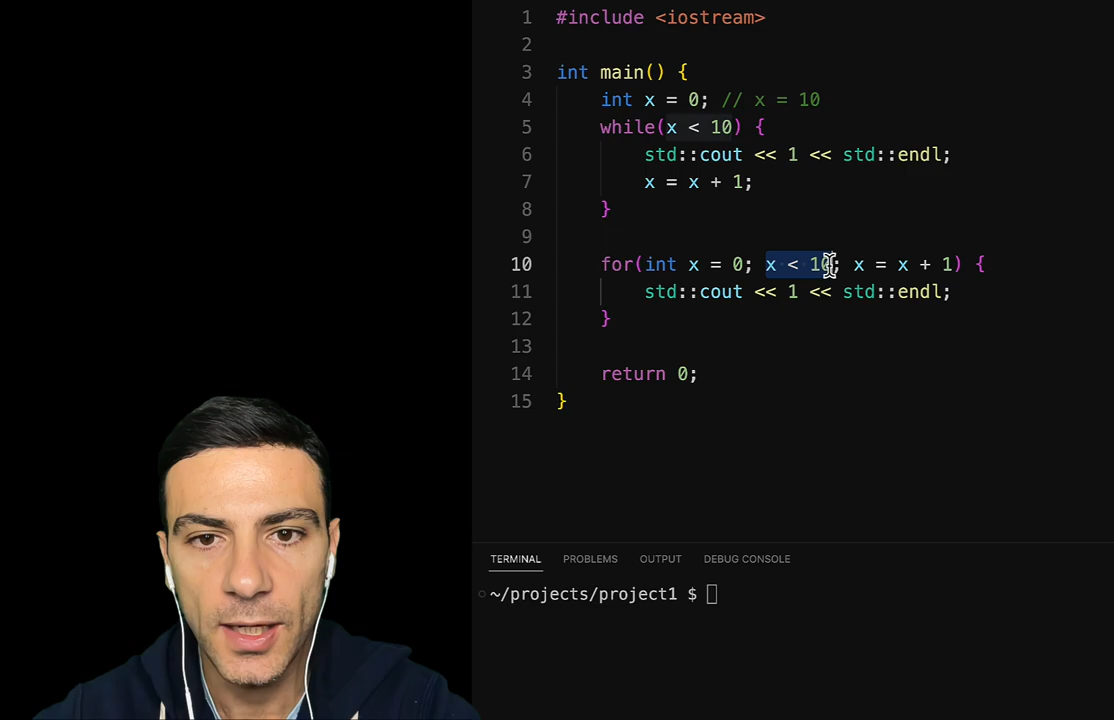 1 #include <iostream>
2
3 int main() {
4 int x = 0; // x = 10
5 while(x < 10) {
6 std::cout << 1 << std::endl;
7 x = x + 1;
8 }
9
10 for(int x = 0; x < 10; x = x + 1) {
11 std::cout << 1 << std::endl;
12 }
13
14 return 0;
15 }
TERMINAL PROBLEMS OUTPUT DEBUG CONSOLE
~/projects/project1 $